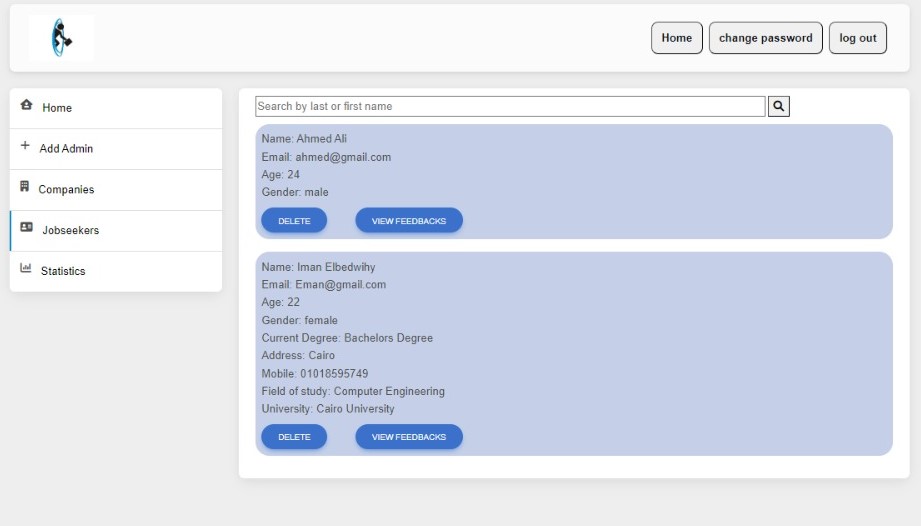 Home
change password
log out
Home
Add Admin
Companies
Jobseekers
Statistics
Search by last or first name
Name: Ahmed Ali
Email: ahmed@gmail.com
Age: 24
Gender: male
DELETE
VIEW FEEDBACKS
Name: Iman Elbedwihy
Email: Eman@gmail.com
Age: 22
Gender: female
Current Degree: Bachelors Degree
Address: Cairo
Mobile: 01018595749
Field of study: Computer Engineering
University: Cairo University
DELETE
VIEW FEEDBACKS